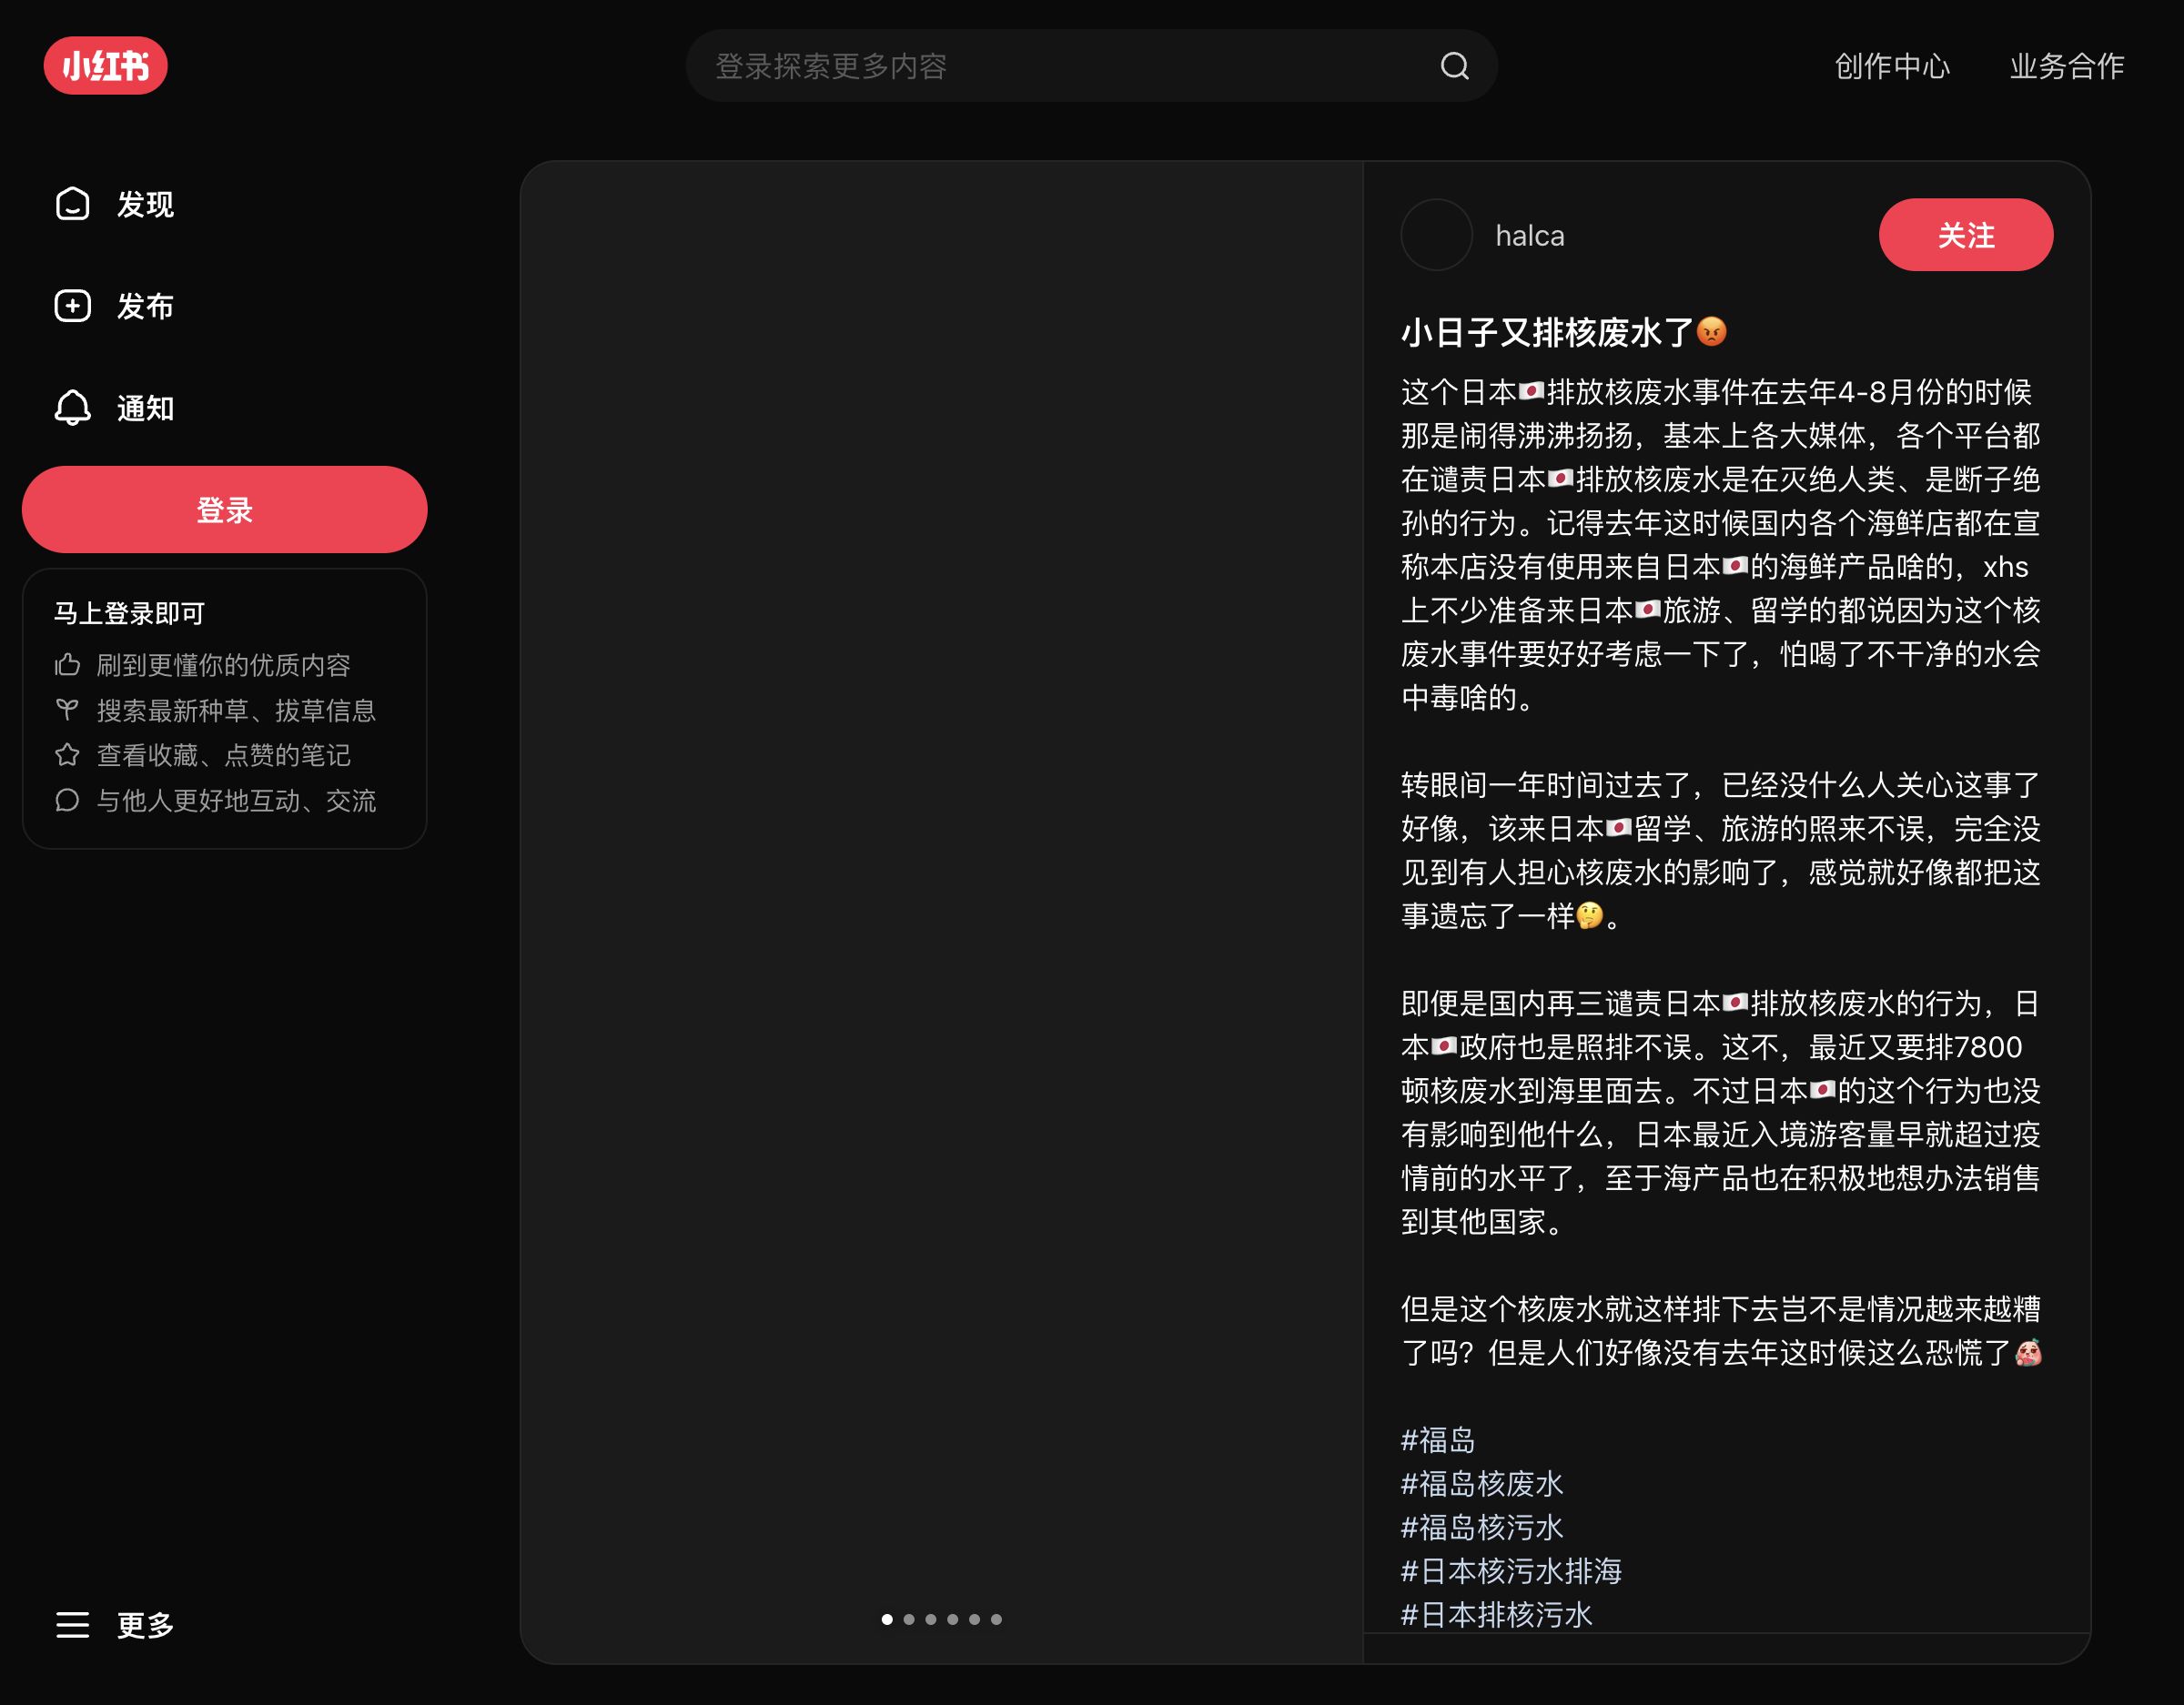 小红书
登录探索更多内容
创作中心
业务合作
发现
发布
通知
登录
马上登录即可
刷到更懂你的优质内容
搜索最新种草、拔草信息
查看收藏、点赞的笔记
与他人更好地互动、交流
更多
halca
关注
小日子又排核废水了😡
这个日本🇯🇵排放核废水事件在去年4-8月份的时候
那是闹得沸沸扬扬，基本上各大媒体，各个平台都
在谴责日本🇯🇵排放核废水是在灭绝人类、是断子绝
孙的行为。记得去年这时候国内各个海鲜店都在宣
称本店没有使用来自日本🇯🇵的海鲜产品啥的，xhs
上不少准备来日本🇯🇵旅游、留学的都说因为这个核
废水事件要好好考虑一下了，怕喝了不干净的水会
中毒啥的。
转眼间一年时间过去了，已经没什么人关心这事了
好像，该来日本🇯🇵留学、旅游的照来不误，完全没
见到有人担心核废水的影响了，感觉就好像都把这
事遗忘了一样🤔。
即便是国内再三谴责日本🇯🇵排放核废水的行为，日
本🇯🇵政府也是照排不误。这不，最近又要排7800
顿核废水到海里面去。不过日本🇯🇵的这个行为也没
有影响到他什么，日本最近入境游客量早就超过疫
情前的水平了，至于海产品也在积极地想办法销售
到其他国家。
但是这个核废水就这样排下去岂不是情况越来越糟
了吗？但是人们好像没有去年这时候这么恐慌了
#福岛
#福岛核废水
#福岛核污水
#日本核污水排海
#日本排核污水